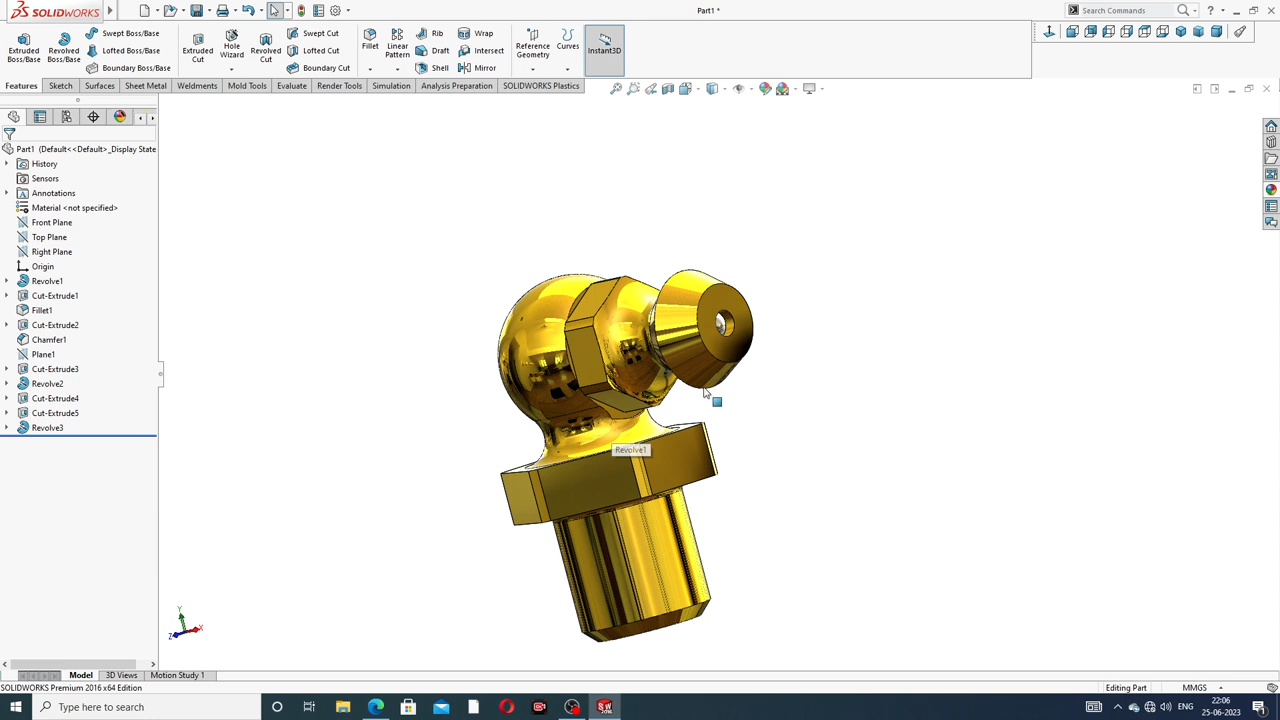 SOLIDWORKS
Part1 *
Search Commands
Extruded Boss/Base
Revolved Boss/Base
Swept Boss/Base
Lofted Boss/Base
Boundary Boss/Base
Extruded Cut
Hole Wizard
Revolved Cut
Swept Cut
Lofted Cut
Boundary Cut
Fillet
Linear Pattern
Rib
Draft
Shell
Wrap
Intersect
Mirror
Reference Geometry
Curves
Instant3D
Features
Sketch
Surfaces
Sheet Metal
Weldments
Mold Tools
Evaluate
Render Tools
Simulation
Analysis Preparation
SOLIDWORKS Plastics
Part1 (Default<<Default>_Display State
History
Sensors
Annotations
Material <not specified>
Front Plane
Top Plane
Right Plane
Origin
Revolve1
Cut-Extrude1
Fillet1
Cut-Extrude2
Chamfer1
Plane1
Cut-Extrude3
Revolve2
Cut-Extrude4
Cut-Extrude5
Revolve3
Revolve1
Y
X
Z
Model
3D Views
Motion Study 1
SOLIDWORKS Premium 2016 x64 Edition
Editing Part
MMGS
Type here to search
ENG
22:06
25-06-2023